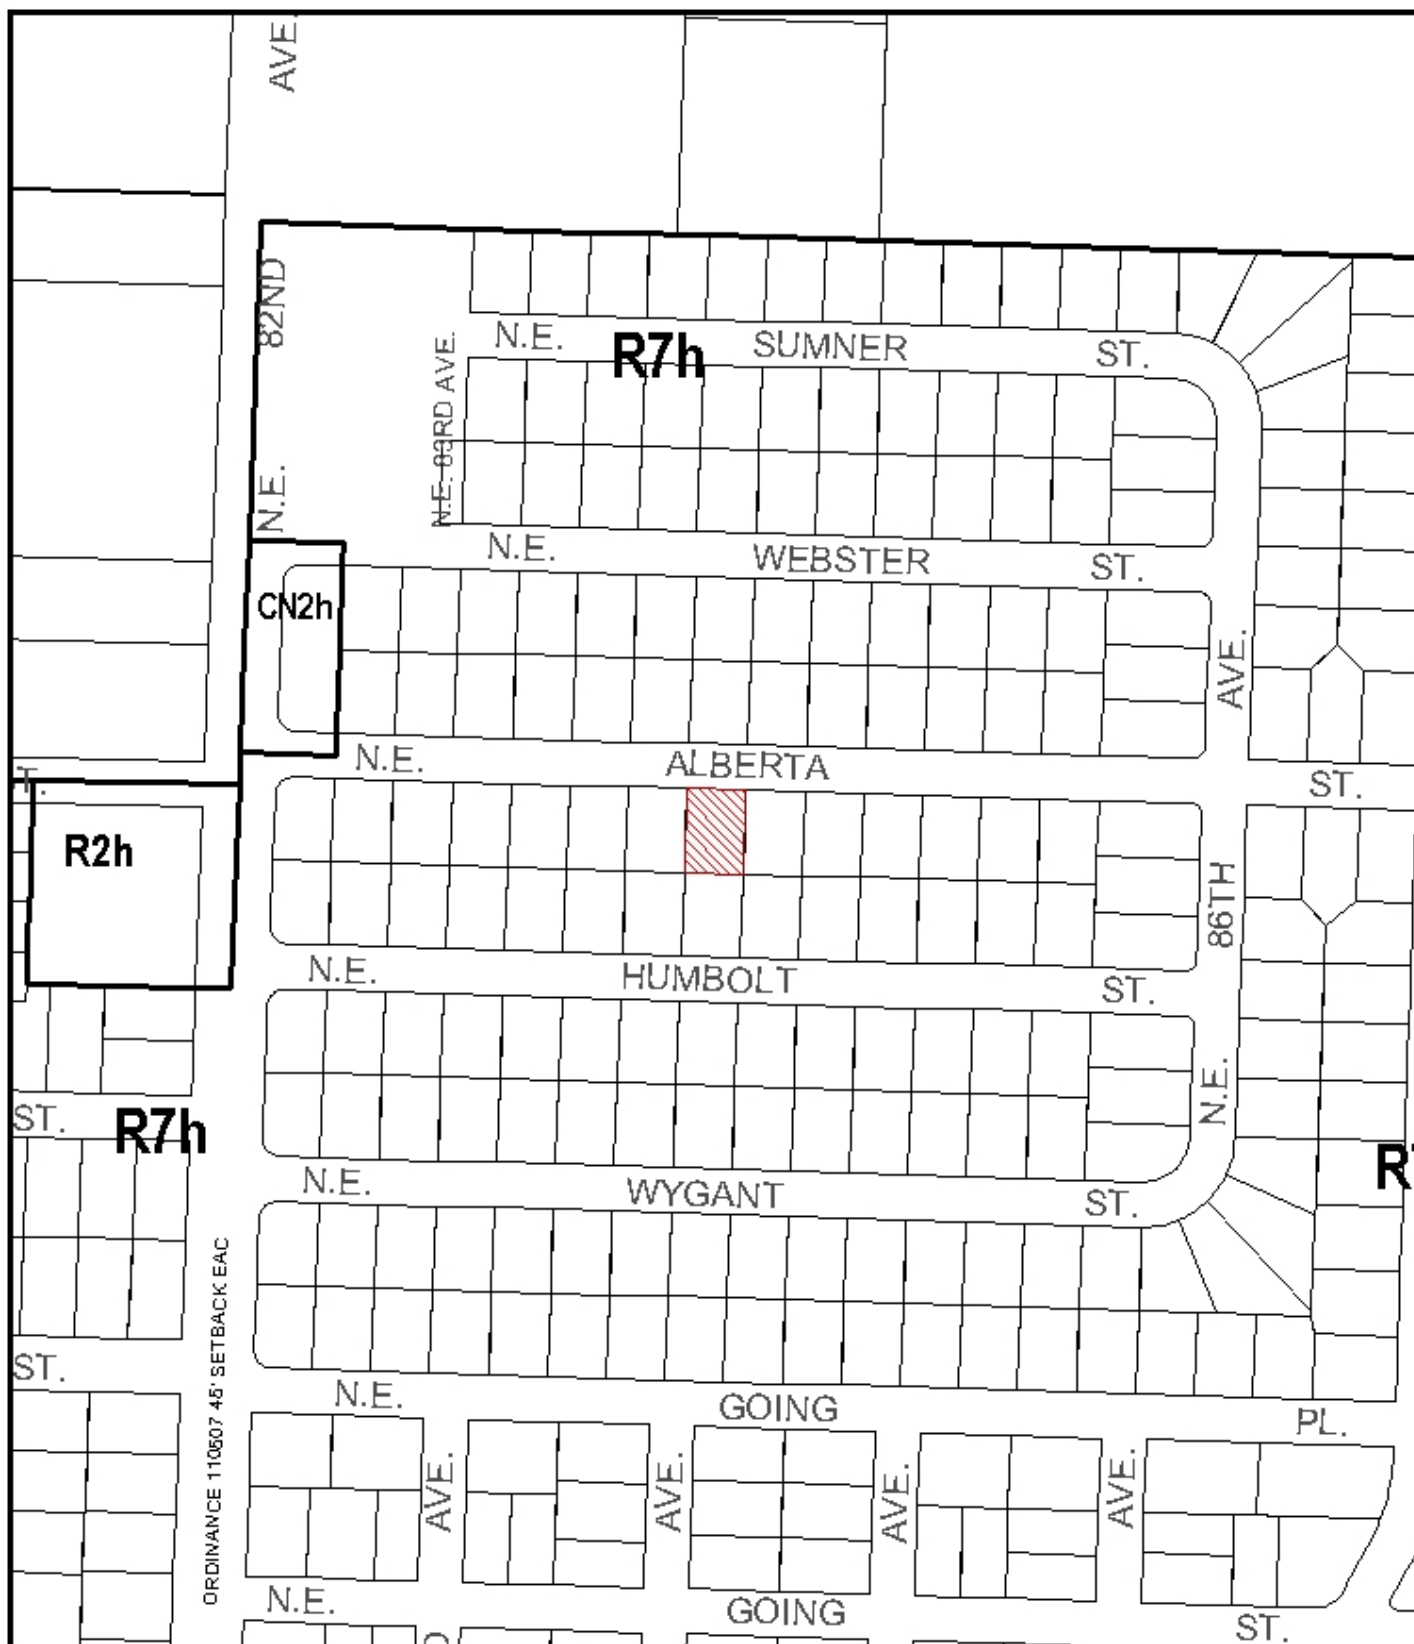 AVE.
82ND
N.E. SUMNER ST.
R7h
N.E. 83RD AVE.
N.E.
N.E. WEBSTER ST.
CN2h
AVE.
N.E. ALBERTA ST.
T.
R2h
86TH
N.E. HUMBOLT ST.
N.E.
ST.
R7h
N.E. WYGANT ST.
ORDINANCE 110607 45' SETBACK EAC
ST.
N.E. GOING PL.
AVE. AVE. AVE. AVE.
N.E. GOING ST.